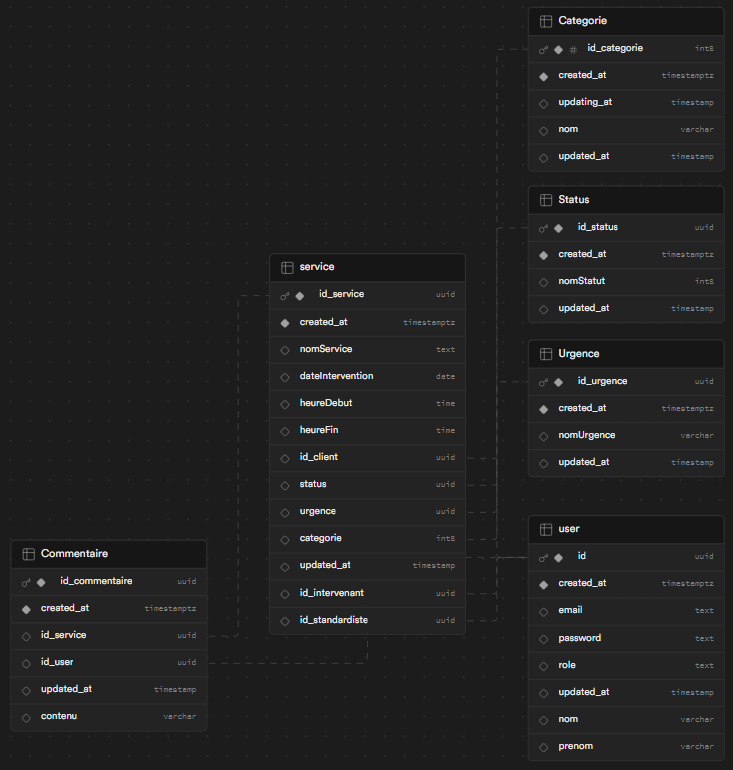 Categorie
id_categorie int8
created_at timestamptz
updating_at timestamp
nom varchar
updated_at timestamp
Status
id_status uuid
created_at timestamptz
nomStatut int8
updated_at timestamp
service
id_service uuid
created_at timestamptz
nomService text
dateIntervention date
heureDebut time
heureFin time
id_client uuid
status uuid
urgence uuid
categorie int8
updated_at timestamp
id_intervenant uuid
id_standardiste uuid
Urgence
id_urgence uuid
created_at timestamptz
nomUrgence varchar
updated_at timestamp
user
id uuid
created_at timestamptz
email text
password text
role text
updated_at timestamp
nom varchar
prenom varchar
Commentaire
id_commentaire uuid
created_at timestamptz
id_service uuid
id_user uuid
updated_at timestamp
contenu varchar